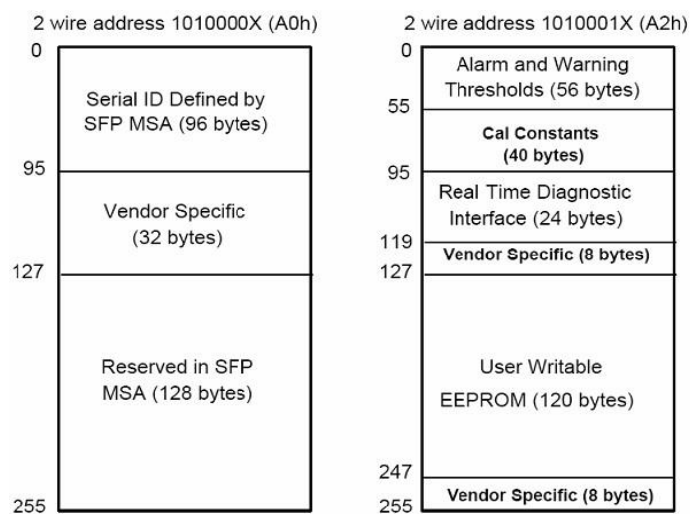 2 wire address 1010000X (A0h)
0
Serial ID Defined by
SFP MSA (96 bytes)
95
Vendor Specific
(32 bytes)
127
Reserved in SFP
MSA (128 bytes)
255
2 wire address 1010001X (A2h)
0
Alarm and Warning
Thresholds (56 bytes)
55
Cal Constants
(40 bytes)
95
Real Time Diagnostic
Interface (24 bytes)
119
Vendor Specific (8 bytes)
127
User Writable
EEPROM (120 bytes)
247
Vendor Specific (8 bytes)
255